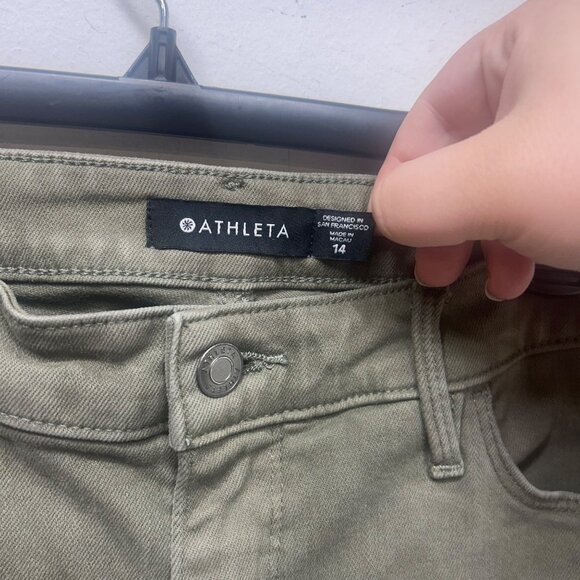 ATHLETA
DESIGNED IN
SAN FRANCISCO
MADE IN
MACAU
14